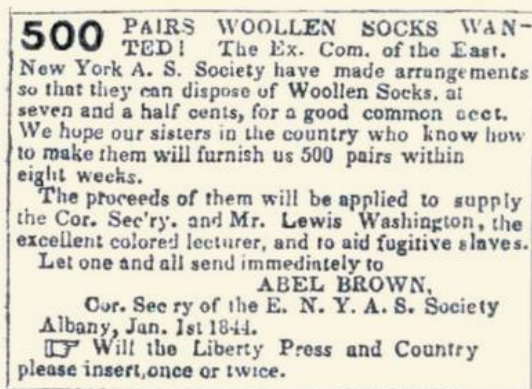 500 PAIRS WOOLLEN SOCKS WAN-
TED! The Ex. Com. of the East.
New York A. S. Society have made arrangements
so that they can dispose of Woollen Socks, at
seven and a half cents, for a good common acct.
We hope our sisters in the country who know how
to make them will furnish us 500 pairs within
eight weeks.
The proceeds of them will be applied to supply
the Cor. Sec'ry. and Mr. Lewis Washington, the
excellent colored lecturer, and to aid fugitive slaves.
Let one and all send immediately to
ABEL BROWN,
Cor. Sec ry of the E. N. Y. A. S. Society
Albany, Jan. 1st 1844.
☞ Will the Liberty Press and Country
please insert, once or twice.